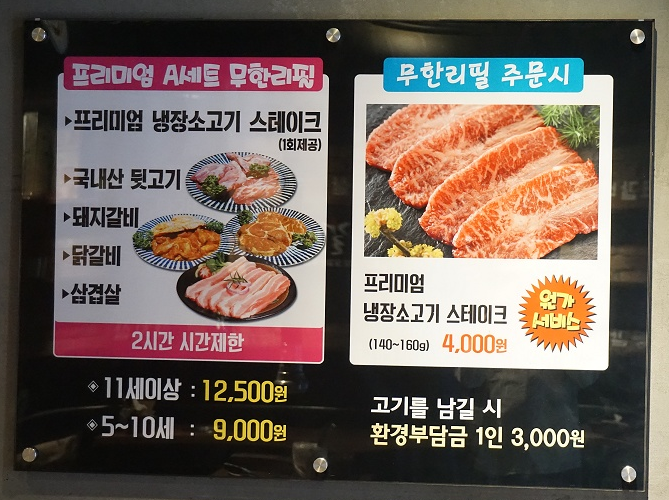 프리미엄 A세트 무한리필
▸프리미엄 냉장소고기 스테이크
(1회제공)
▸국내산 뒷고기
▸돼지갈비
▸닭갈비
▸삼겹살
2시간 시간제한
◈11세이상 : 12,500원
◈5~10세 : 9,000원
무한리필 주문시
프리미엄
냉장소고기 스테이크
(140~160g) 4,000원
원가
서비스
고기를 남길 시
환경부담금 1인 3,000원